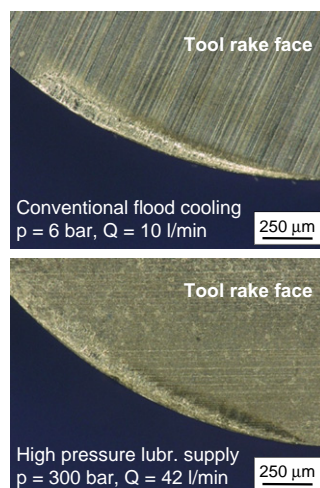 Tool rake face
Conventional flood cooling
p = 6 bar, Q = 10 l/min
250 μm
Tool rake face
High pressure lubr. supply
p = 300 bar, Q = 42 l/min
250 μm